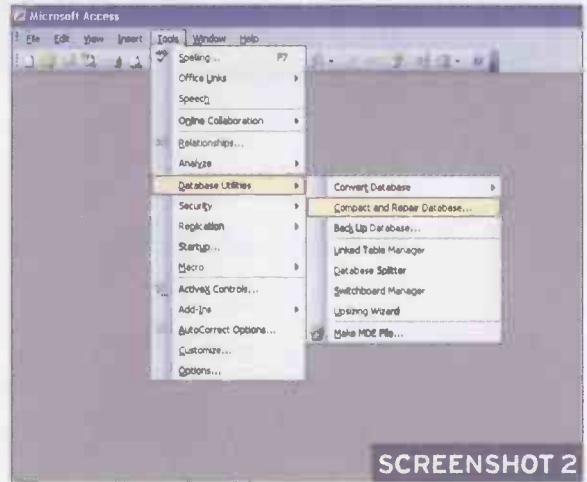 Microsoft Access
File Edit View Insert Tools Window Help
Spelling... F7
Office Links
Speech
Online Collaboration
Relationships...
Analyze
Database Utilities
Security
Replication
Startup...
Macro
ActiveX Controls...
Add-Ins
AutoCorrect Options...
Customize...
Options...
Convert Database
Compact and Repair Database...
Back Up Database...
Linked Table Manager
Database Splitter
Switchboard Manager
Upsizing Wizard
Make MDE File...
SCREENSHOT 2